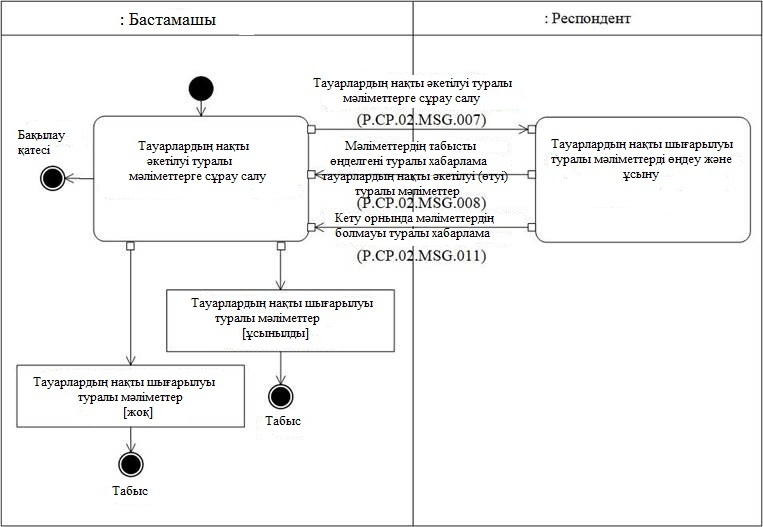 : Бастамашы
: Респондент
Тауарлардың нақты әкетілуі туралы
мәліметтерге сұрау салу
(P.CP.02.MSG.007)
Бақылау
қатесі
Тауарлардың нақты
әкетілуі туралы
мәліметтерге сұрау салу
Мәліметтердің табысты
өңделгені туралы хабарлама
тауарлардың нақты әкетілуі (өтуі)
туралы мәліметтер
(P.CP.02.MSG.008)
Тауарлардың нақты шығарылуы
туралы мәліметтерді өңдеу және
ұсыну
Кету орнында мәліметтердің
болмауы туралы хабарлама
(P.CP.02.MSG.011)
Тауарлардың нақты шығарылуы
туралы мәліметтер
[ұсынылды]
Тауарлардың нақты шығарылуы
туралы мәліметтер
[жоқ]
Табыс
Табыс